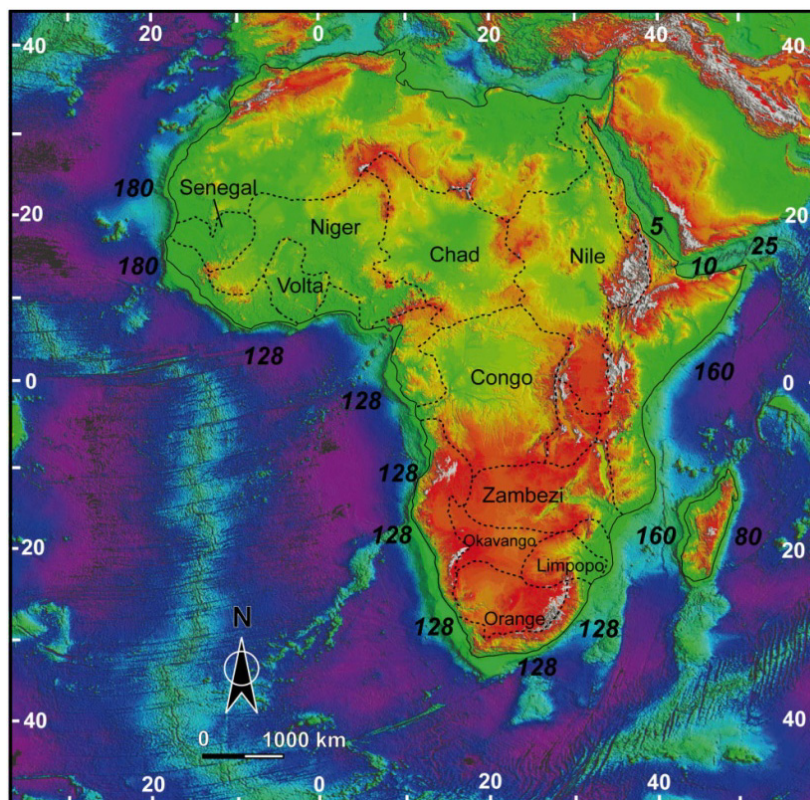 40 20 0 20 40 40
180 Senegal
20 Niger 5 20
Chad Nile 25
180 Volta 10
128
0 Congo 160 0
128
128 Zambezi
128 Okavango 160 80
20 Limpopo 20
N 128 Orange 128
128
40 0 1000 km 40
20 0 20 40